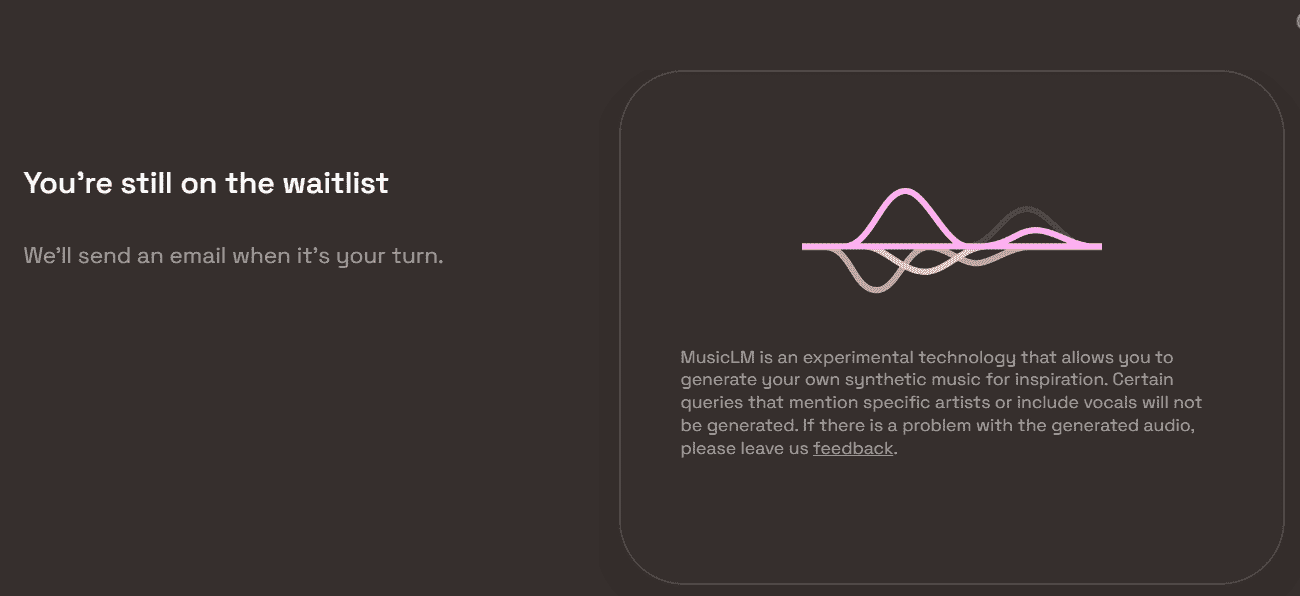 You're still on the waitlist
We'll send an email when it's your turn.
MusicLM is an experimental technology that allows you to
generate your own synthetic music for inspiration. Certain
queries that mention specific artists or include vocals will not
be generated. If there is a problem with the generated audio,
please leave us feedback.